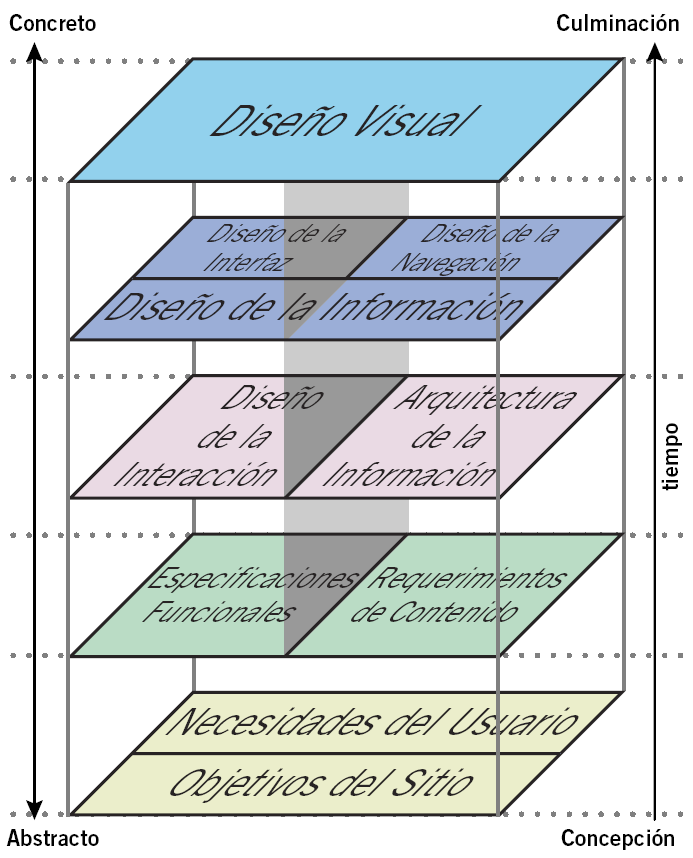 Concreto
Culminación
Diseño Visual
Diseño de la
Interfaz
Diseño de la
Navegación
Diseño de la Información
Diseño
de la
Interacción
Arquitectura
de la
Información
tiempo
Especificaciones
Funcionales
Requerimientos
de Contenido
Necesidades del Usuario
Objetivos del Sitio
Abstracto
Concepción